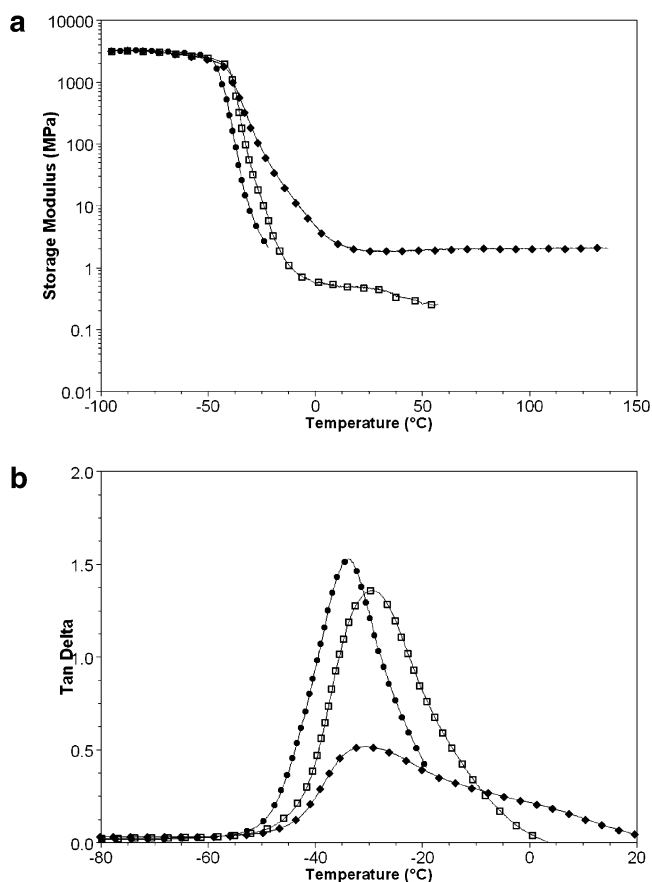 a
10000
1000
100
10
1
0.1
0.01
Storage Modulus (MPa)
-100 -50 0 50 100 150
Temperature (°C)
b
2.0
1.5
1.0
0.5
0.0
Tan Delta
-80 -60 -40 -20 0 20
Temperature (°C)